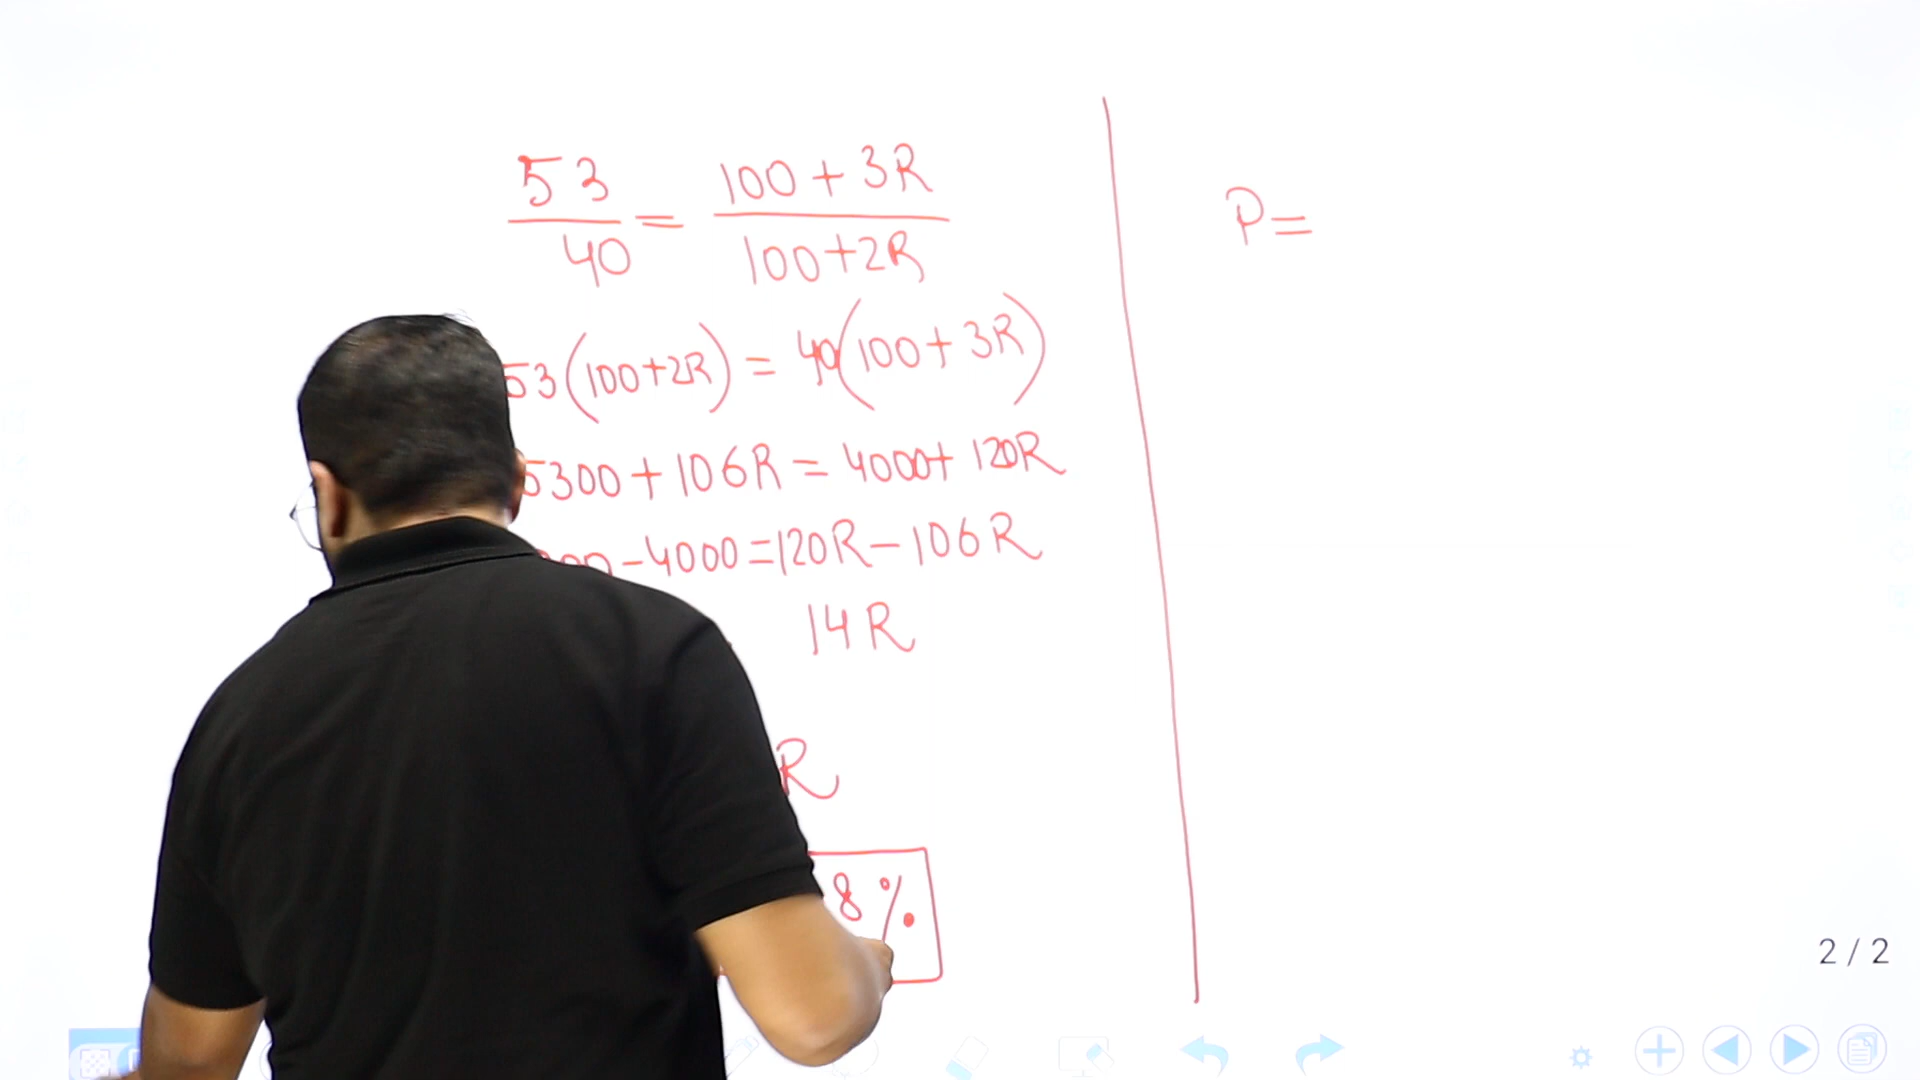 53/40 = (100 + 3R)/(100+2R)
53(100+2R) = 40(100+3R)
5300 + 106R = 4000 + 120R
-4000 = 120R - 106R
14R
R
8%
P=
2 / 2